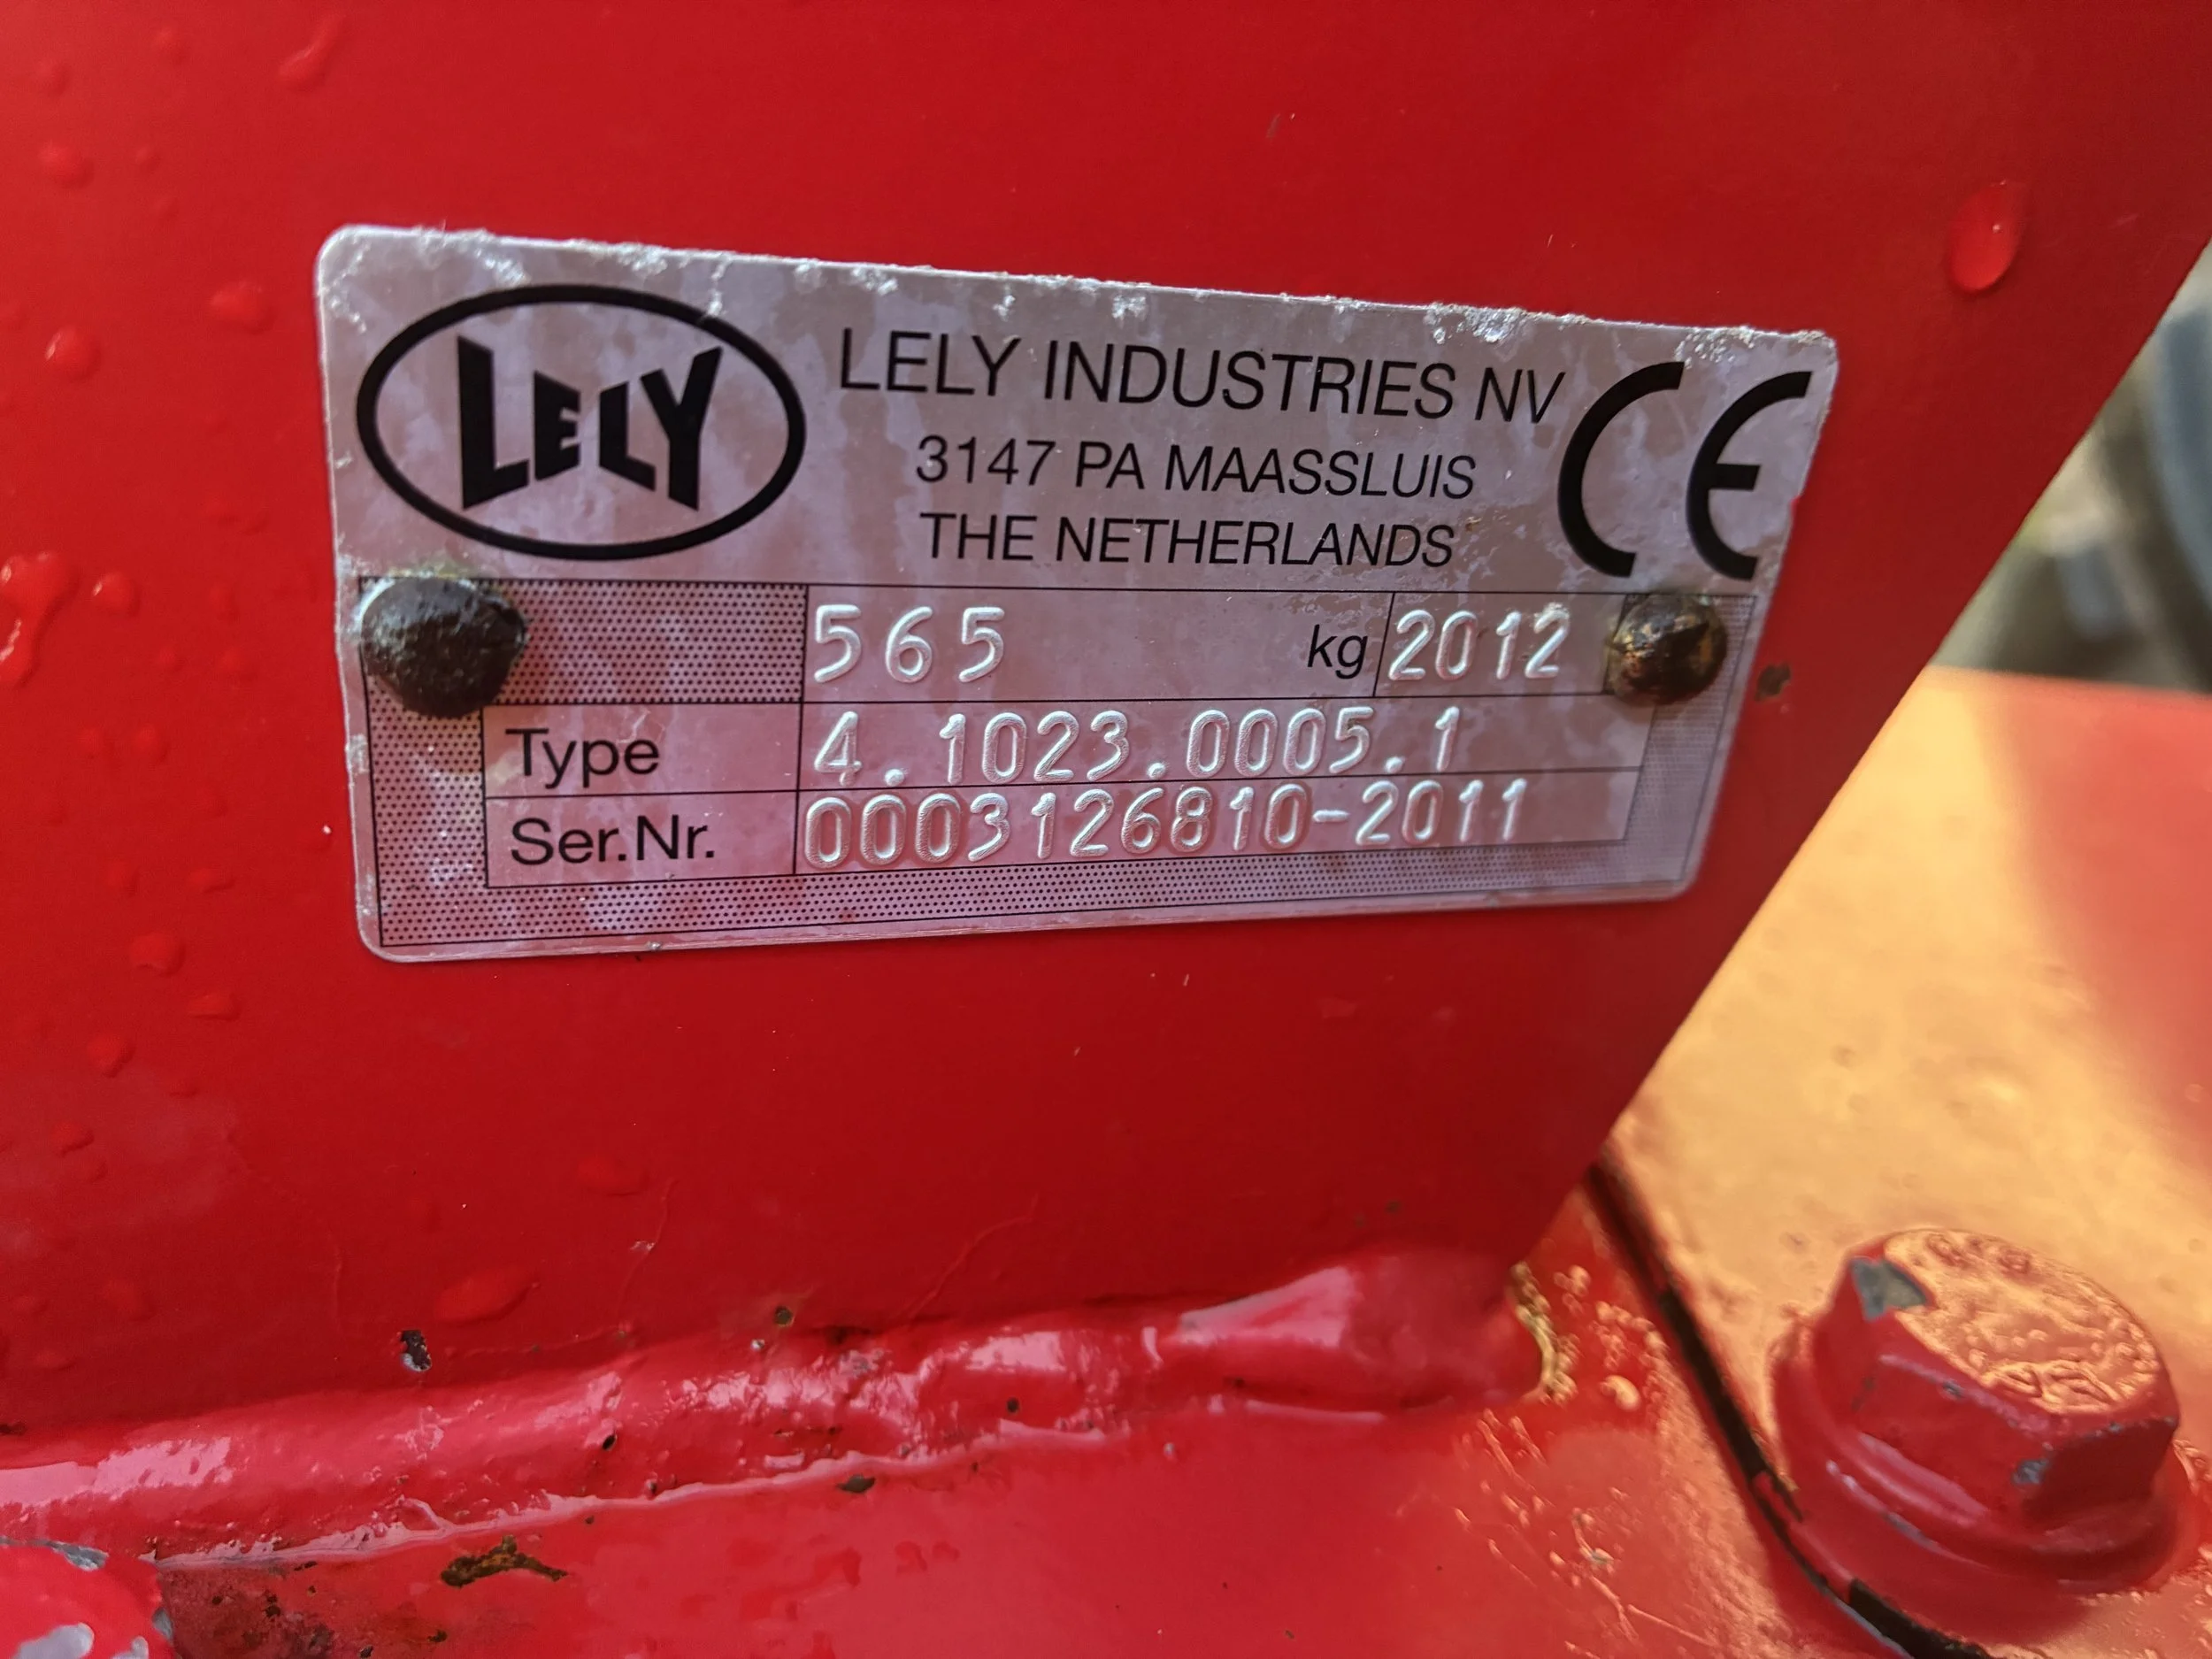 LELY
LELY INDUSTRIES NV
CE
3147 PA MAASSLUIS
THE NETHERLANDS
565 kg 2012
Type 4.1023.0005.1
Ser.Nr. 0003126810-2011